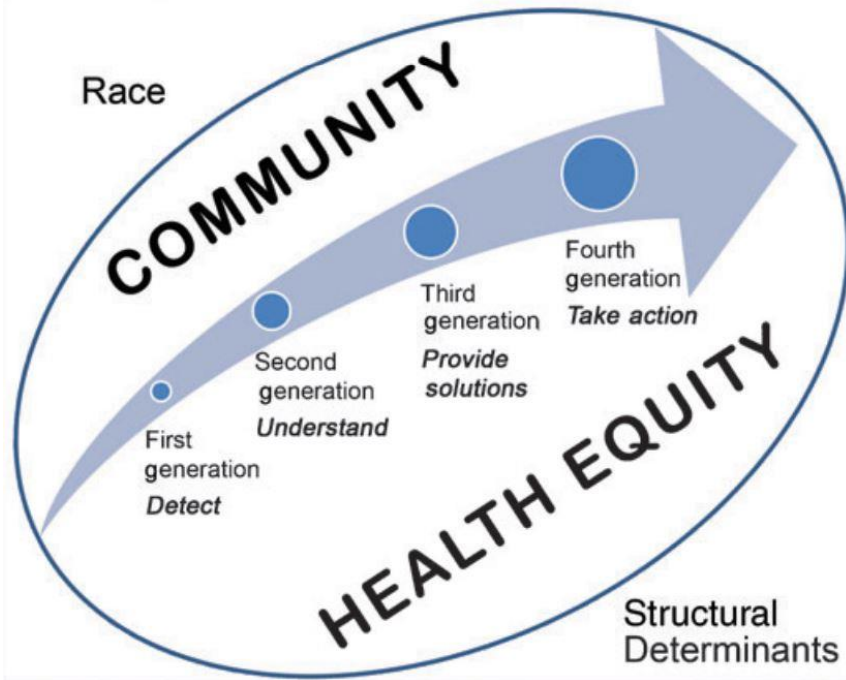 Race
COMMUNITY
First
generation
Detect
Second
generation
Understand
Third
generation
Provide
solutions
Fourth
generation
Take action
HEALTH EQUITY
Structural
Determinants